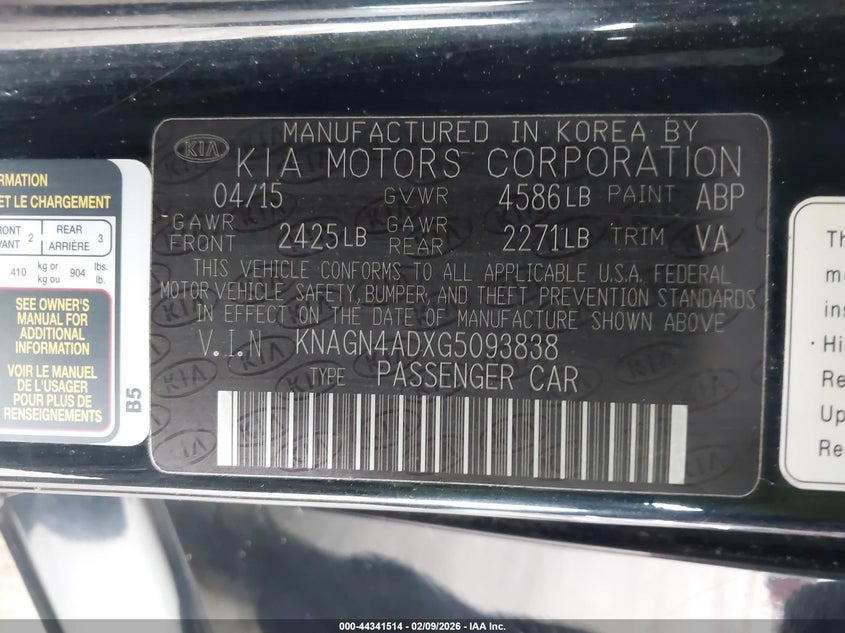 KIA
MANUFACTURED IN KOREA BY
KIA MOTORS CORPORATION
04/15 GVWR 4586LB PAINT ABP
GAWR FRONT 2425LB GAWR REAR 2271LB TRIM VA
THIS VEHICLE CONFORMS TO ALL APPLICABLE U.S.A. FEDERAL
MOTOR VEHICLE SAFETY, BUMPER, AND THEFT PREVENTION STANDARDS
IN EFFECT ON THE DATE OF MANUFACTURE SHOWN ABOVE
V.I.N KNAGN4ADXG5093838
TYPE PASSENGER CAR
ET LE CHARGEMENT
2 REAR 3
ARRIÈRE
410 kg or kg ou 904 lbs. lb.
SEE OWNER'S
MANUAL FOR
ADDITIONAL
INFORMATION
VOIR LE MANUEL
DE L'USAGER
POUR PLUS DE
RENSEIGNEMENTS
B5
000-44341514 - 02/09/2026 - IAA Inc.